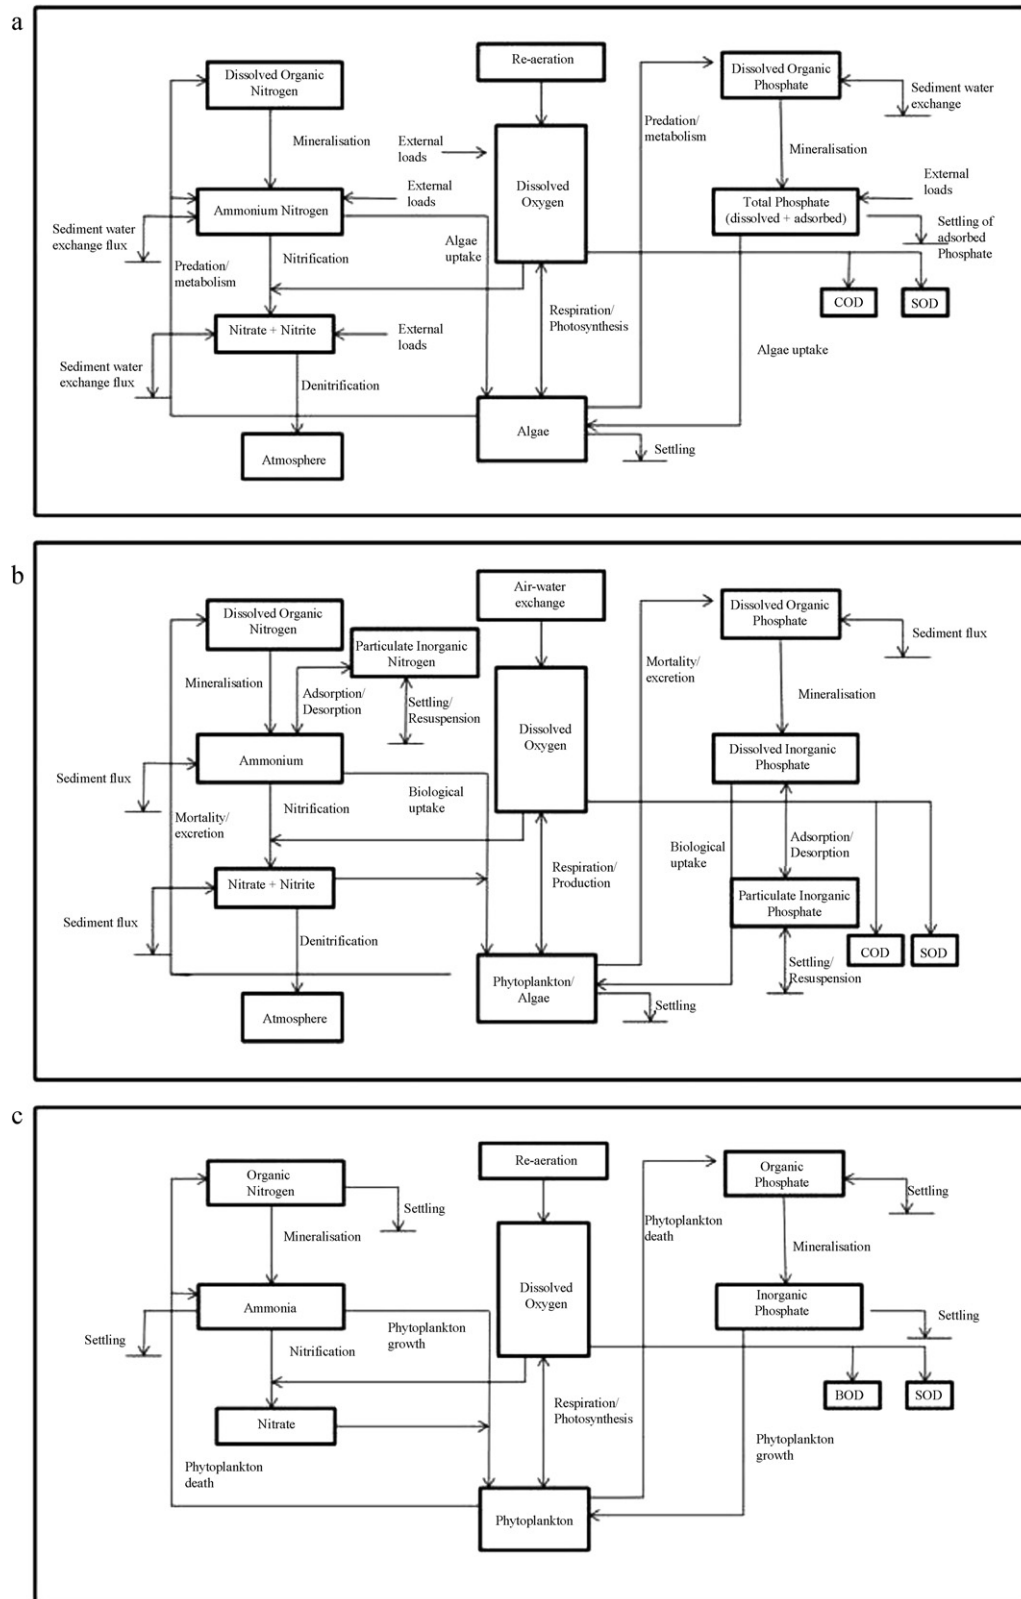 a
Re-aeration
Dissolved Organic
Nitrogen
Dissolved Organic
Phosphate
Sediment water
exchange
Predation/
metabolism
Mineralisation
External
loads
Mineralisation
Dissolved
Oxygen
External
loads
External
loads
Ammonium Nitrogen
Total Phosphate
(dissolved + adsorbed)
Sediment water
exchange flux
Algae
uptake
Settling of
adsorbed
Phosphate
Nitrification
Predation/
metabolism
COD
SOD
Respiration/
Photosynthesis
Nitrate + Nitrite
External
loads
Algae uptake
Sediment water
exchange flux
Denitrification
Algae
Settling
Atmosphere
b
Air-water
exchange
Dissolved Organic
Nitrogen
Dissolved Organic
Phosphate
Particulate Inorganic
Nitrogen
Sediment flux
Mortality/
excretion
Mineralisation
Adsorption/
Desorption
Settling/
Resuspension
Mineralisation
Dissolved
Oxygen
Ammonium
Dissolved Inorganic
Phosphate
Sediment flux
Biological
uptake
Nitrification
Mortality/
excretion
Biological
uptake
Adsorption/
Desorption
Respiration/
Production
Nitrate + Nitrite
Particulate Inorganic
Phosphate
Sediment flux
Denitrification
COD
SOD
Settling/
Resuspension
Phytoplankton/
Algae
Settling
Atmosphere
c
Re-aeration
Organic
Nitrogen
Organic
Phosphate
Settling
Settling
Phytoplankton
death
Mineralisation
Mineralisation
Dissolved
Oxygen
Ammonia
Inorganic
Phosphate
Settling
Settling
Phytoplankton
growth
Nitrification
BOD
SOD
Respiration/
Photosynthesis
Nitrate
Phytoplankton
growth
Phytoplankton
death
Phytoplankton